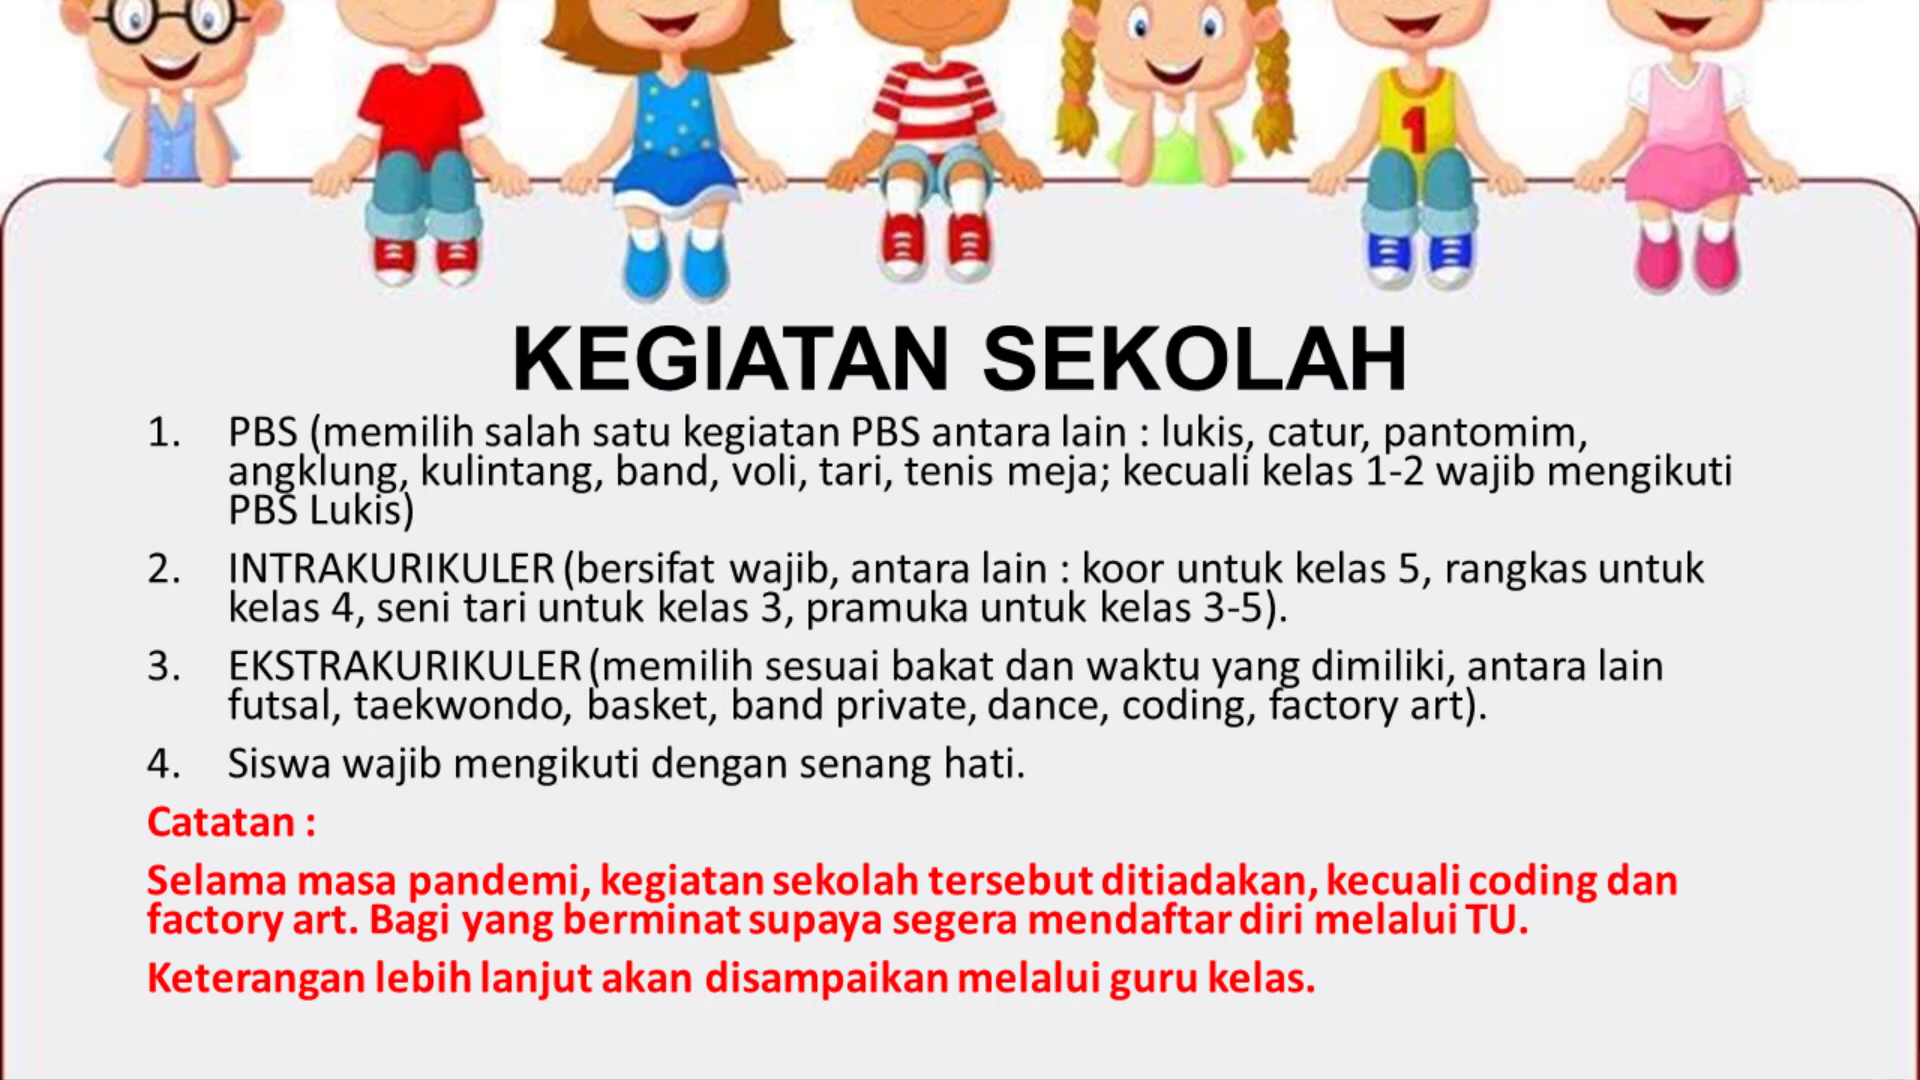 1
KEGIATAN SEKOLAH
1. PBS (memilih salah satu kegiatan PBS antara lain : lukis, catur, pantomim,
angklung, kulintang, band, voli, tari, tenis meja; kecuali kelas 1-2 wajib mengikuti
PBS Lukis)
2. INTRAKURIKULER (bersifat wajib, antara lain : koor untuk kelas 5, rangkas untuk
kelas 4, seni tari untuk kelas 3, pramuka untuk kelas 3-5).
3. EKSTRAKURIKULER (memilih sesuai bakat dan waktu yang dimiliki, antara lain
futsal, taekwondo, basket, band private, dance, coding, factory art).
4. Siswa wajib mengikuti dengan senang hati.
Catatan :
Selama masa pandemi, kegiatan sekolah tersebut ditiadakan, kecuali coding dan
factory art. Bagi yang berminat supaya segera mendaftar diri melalui TU.
Keterangan lebih lanjut akan disampaikan melalui guru kelas.